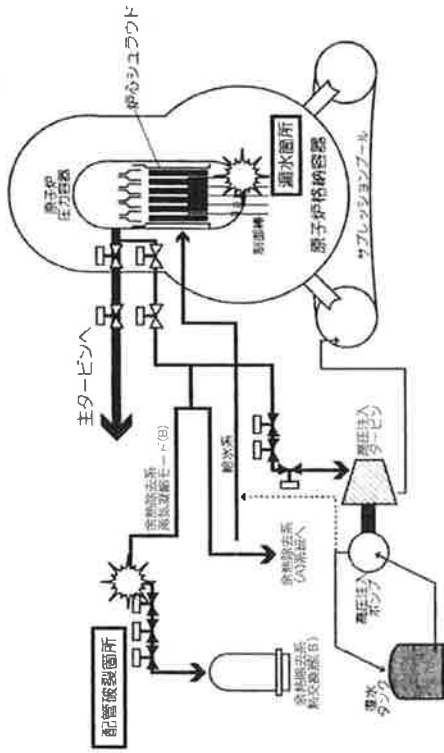 原子炉
圧力容器
炉心シュラウド
漏水箇所
制御棒
原子炉格納容器
サプレッションプール
主タービンへ
余熱除去系
蒸気凝縮モード(B)
給水系
高圧注入
タービン
余熱除去系
(A)系統へ
高圧注入
ポンプ
配管破裂箇所
余熱除去系
熱交換器(B)
復水
タンク